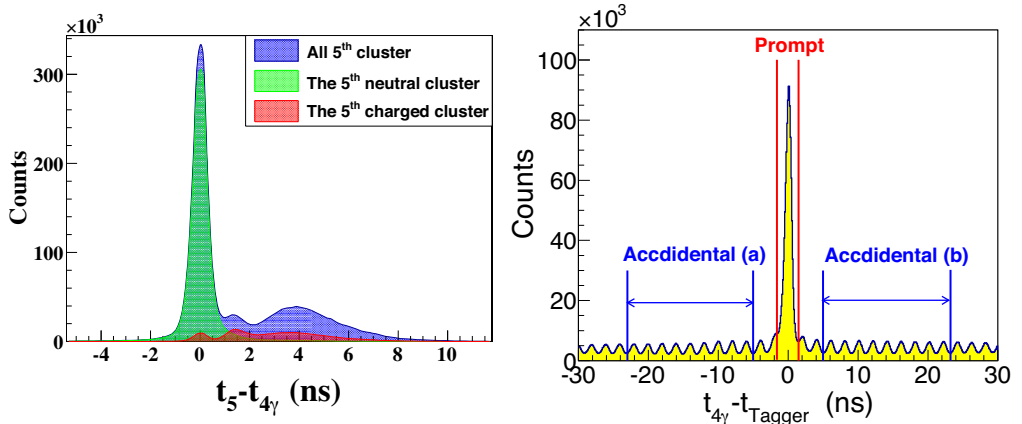 ×10³
300
200
100
0
Counts
All 5th cluster
The 5th neutral cluster
The 5th charged cluster
-4 -2 0 2 4 6 8 10
t₅-t₄γ (ns)
×10³
Prompt
100
80
60
40
20
0
Counts
Accdidental (a)
Accdidental (b)
-30 -20 -10 0 10 20 30
t₄γ-tTagger (ns)